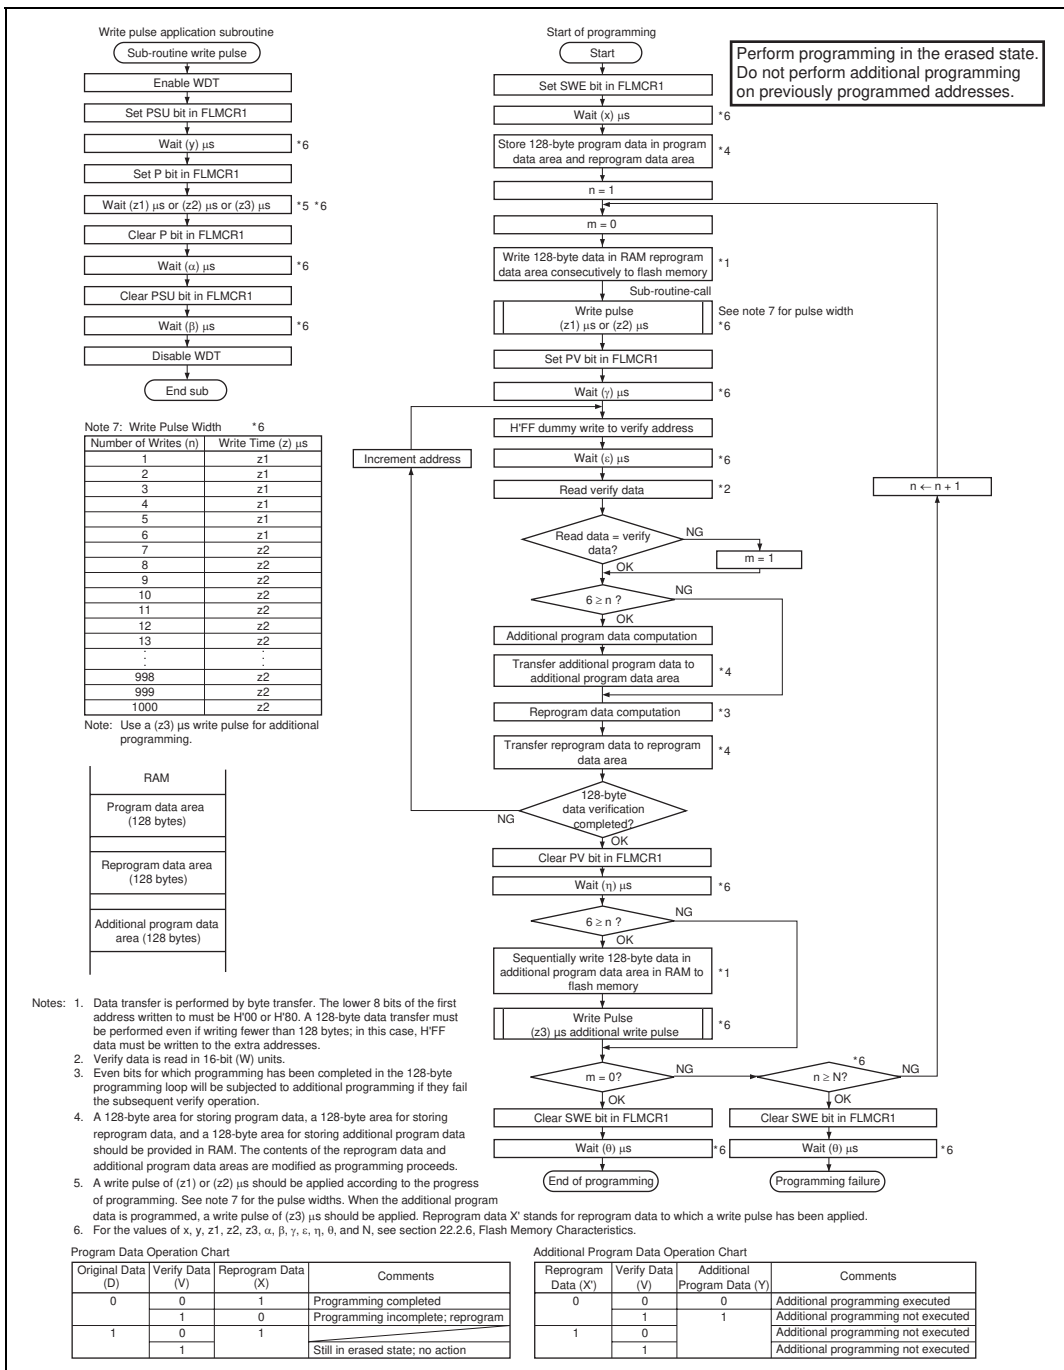 Write pulse application subroutine
Sub-routine write pulse
Enable WDT
Set PSU bit in FLMCR1
Wait (y) μs *6
Set P bit in FLMCR1
Wait (z1) μs or (z2) μs or (z3) μs *5 *6
Clear P bit in FLMCR1
Wait (α) μs *6
Clear PSU bit in FLMCR1
Wait (β) μs *6
Disable WDT
End sub
Note 7: Write Pulse Width *6
Number of Writes (n) Write Time (z) μs
1 z1
2 z1
3 z1
4 z1
5 z1
6 z1
7 z2
8 z2
9 z2
10 z2
11 z2
12 z2
13 z2
: :
998 z2
999 z2
1000 z2
Note: Use a (z3) μs write pulse for additional
programming.
RAM
Program data area
(128 bytes)
Reprogram data area
(128 bytes)
Additional program data
area (128 bytes)
Start of programming
Start
Perform programming in the erased state.
Do not perform additional programming
on previously programmed addresses.
Set SWE bit in FLMCR1
Wait (x) μs *6
Store 128-byte program data in program
data area and reprogram data area *4
n = 1
m = 0
Write 128-byte data in RAM reprogram
data area consecutively to flash memory *1
Sub-routine-call
Write pulse
(z1) μs or (z2) μs
See note 7 for pulse width
*6
Set PV bit in FLMCR1
Wait (γ) μs *6
H'FF dummy write to verify address
Increment address
Wait (ε) μs *6
Read verify data *2
n ← n + 1
Read data = verify
data?
NG
m = 1
OK
6 ≥ n ?
NG
OK
Additional program data computation
Transfer additional program data to
additional program data area *4
Reprogram data computation *3
Transfer reprogram data to reprogram
data area *4
128-byte
data verification
completed?
NG
OK
Clear PV bit in FLMCR1
Wait (η) μs *6
6 ≥ n ?
NG
OK
Sequentially write 128-byte data in
additional program data area in RAM to
flash memory *1
Write Pulse
(z3) μs additional write pulse *6
m = 0?
NG
*6
n ≥ N?
NG
OK
OK
Clear SWE bit in FLMCR1
Clear SWE bit in FLMCR1
Wait (θ) μs *6
Wait (θ) μs *6
End of programming
Programming failure
Notes: 1. Data transfer is performed by byte transfer. The lower 8 bits of the first
address written to must be H'00 or H'80. A 128-byte data transfer must
be performed even if writing fewer than 128 bytes; in this case, H'FF
data must be written to the extra addresses.
2. Verify data is read in 16-bit (W) units.
3. Even bits for which programming has been completed in the 128-byte
programming loop will be subjected to additional programming if they fail
the subsequent verify operation.
4. A 128-byte area for storing program data, a 128-byte area for storing
reprogram data, and a 128-byte area for storing additional program data
should be provided in RAM. The contents of the reprogram data and
additional program data areas are modified as programming proceeds.
5. A write pulse of (z1) or (z2) μs should be applied according to the progress
of programming. See note 7 for the pulse widths. When the additional program
data is programmed, a write pulse of (z3) μs should be applied. Reprogram data X' stands for reprogram data to which a write pulse has been applied.
6. For the values of x, y, z1, z2, z3, α, β, γ, ε, η, θ, and N, see section 22.2.6, Flash Memory Characteristics.
Program Data Operation Chart
Original Data (D) Verify Data (V) Reprogram Data (X) Comments
0 0 1 Programming completed
1 0 Programming incomplete; reprogram
1 0 1
1 Still in erased state; no action
Additional Program Data Operation Chart
Reprogram Data (X') Verify Data (V) Additional Program Data (Y) Comments
0 0 0 Additional programming executed
1 1 Additional programming not executed
1 0 Additional programming not executed
1 Additional programming not executed